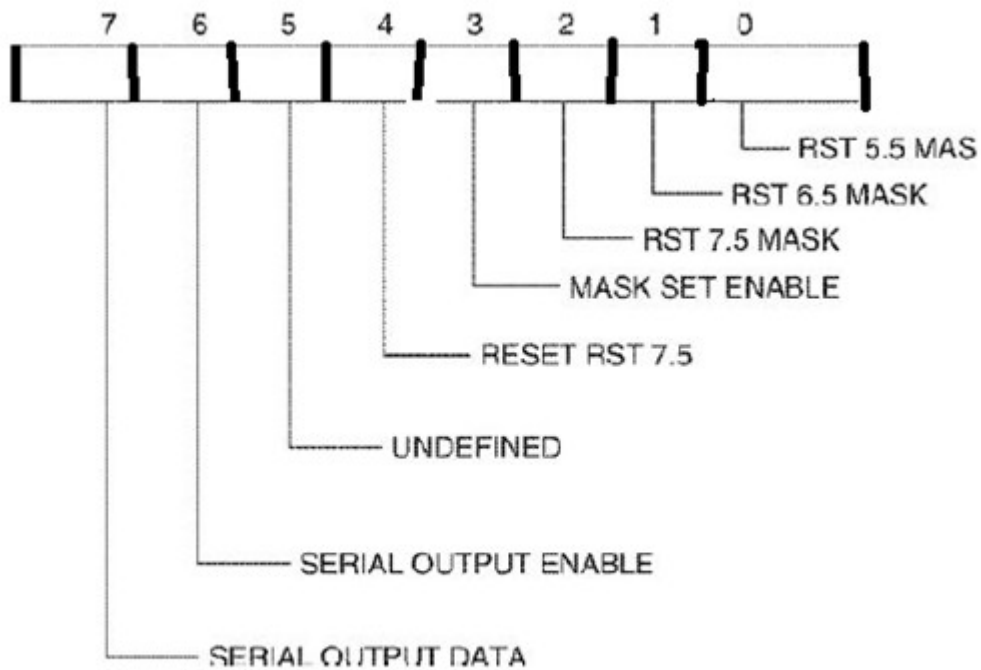 7 6 5 4 3 2 1 0
RST 5.5 MAS
RST 6.5 MASK
RST 7.5 MASK
MASK SET ENABLE
RESET RST 7.5
UNDEFINED
SERIAL OUTPUT ENABLE
SERIAL OUTPUT DATA